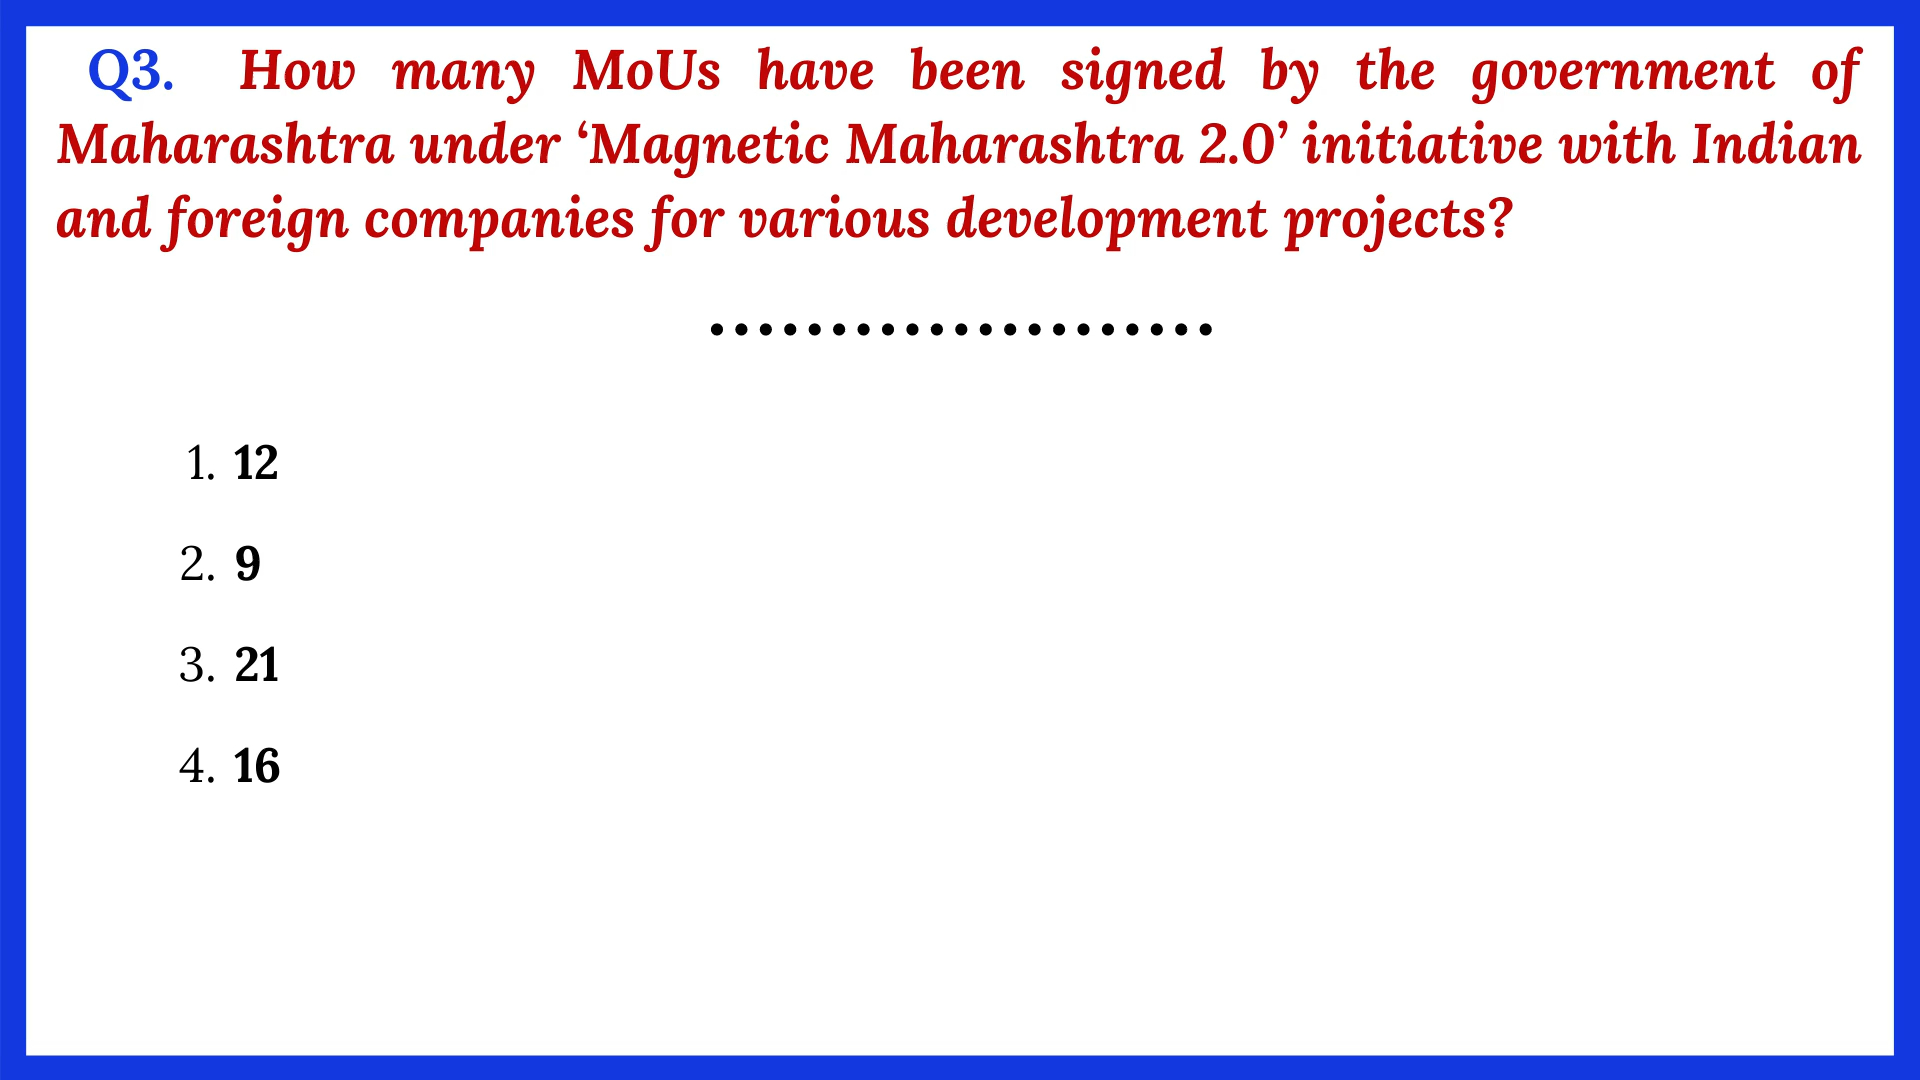 Q3. How many MoUs have been signed by the government of
Maharashtra under ‘Magnetic Maharashtra 2.0’ initiative with Indian
and foreign companies for various development projects?
.....................
1. 12
2. 9
3. 21
4. 16